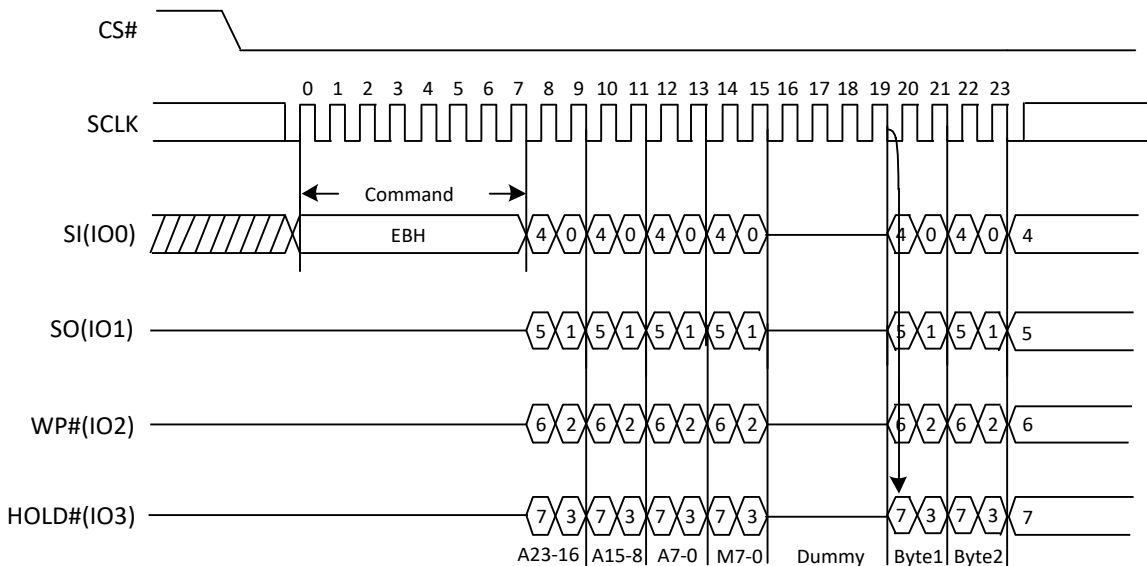 CS#
0 1 2 3 4 5 6 7 8 9 10 11 12 13 14 15 16 17 18 19 20 21 22 23
SCLK
Command
SI(IO0) EBH 4 0 4 0 4 0 4 0 4 0 4 0 4
SO(IO1) 5 1 5 1 5 1 5 1 5 1 5 1 5
WP#(IO2) 6 2 6 2 6 2 6 2 6 2 6 2 6
HOLD#(IO3) 7 3 7 3 7 3 7 3 7 3 7 3 7
A23-16 A15-8 A7-0 M7-0 Dummy Byte1 Byte2